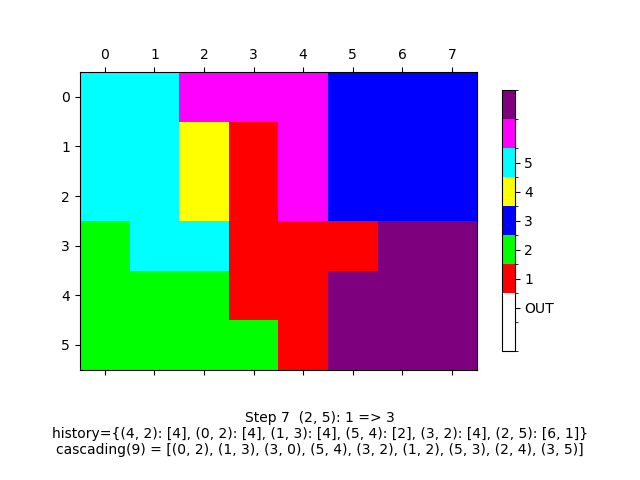 0 1 2 3 4 5 6 7
0
1
2
3
4
5
5
4
3
2
1
OUT
Step 7 (2, 5): 1 => 3
history={(4, 2): [4], (0, 2): [4], (1, 3): [4], (5, 4): [2], (3, 2): [4], (2, 5): [6, 1]}
cascading(9) = [(0, 2), (1, 3), (3, 0), (5, 4), (3, 2), (1, 2), (5, 3), (2, 4), (3, 5)]